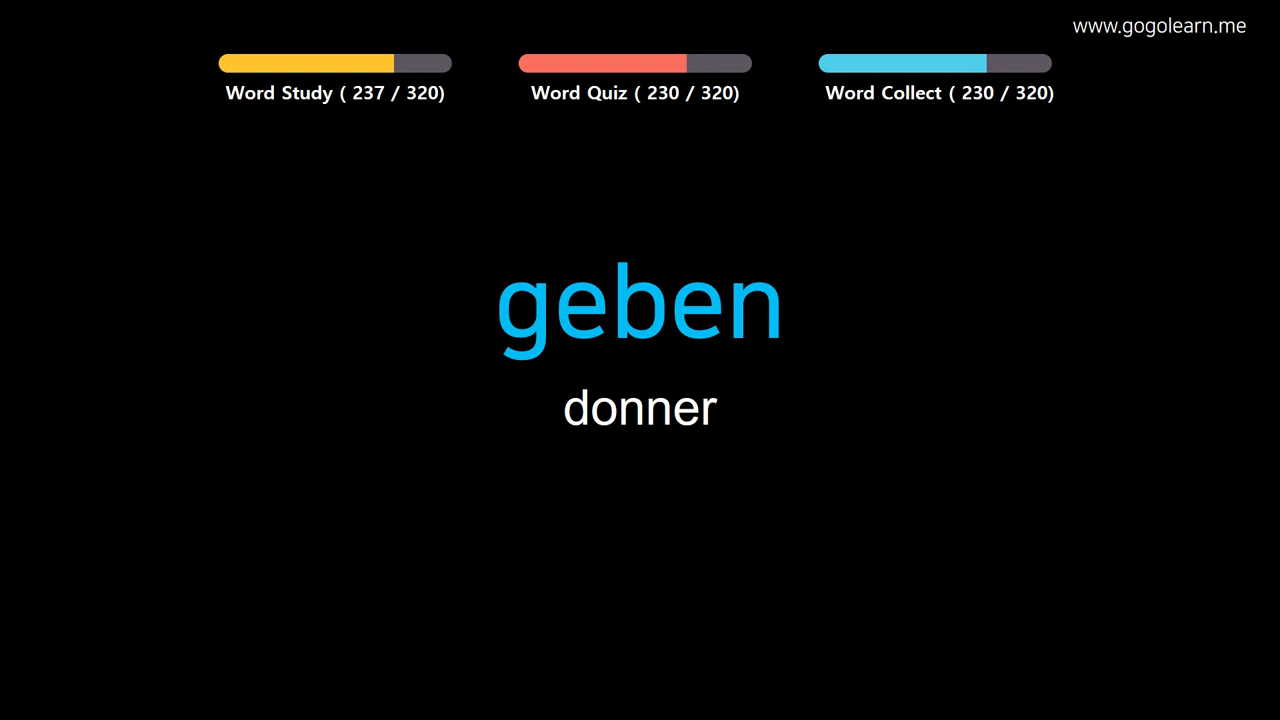 www.gogolearn.me
Word Study ( 237 / 320)
Word Quiz ( 230 / 320)
Word Collect ( 230 / 320)
geben
donner